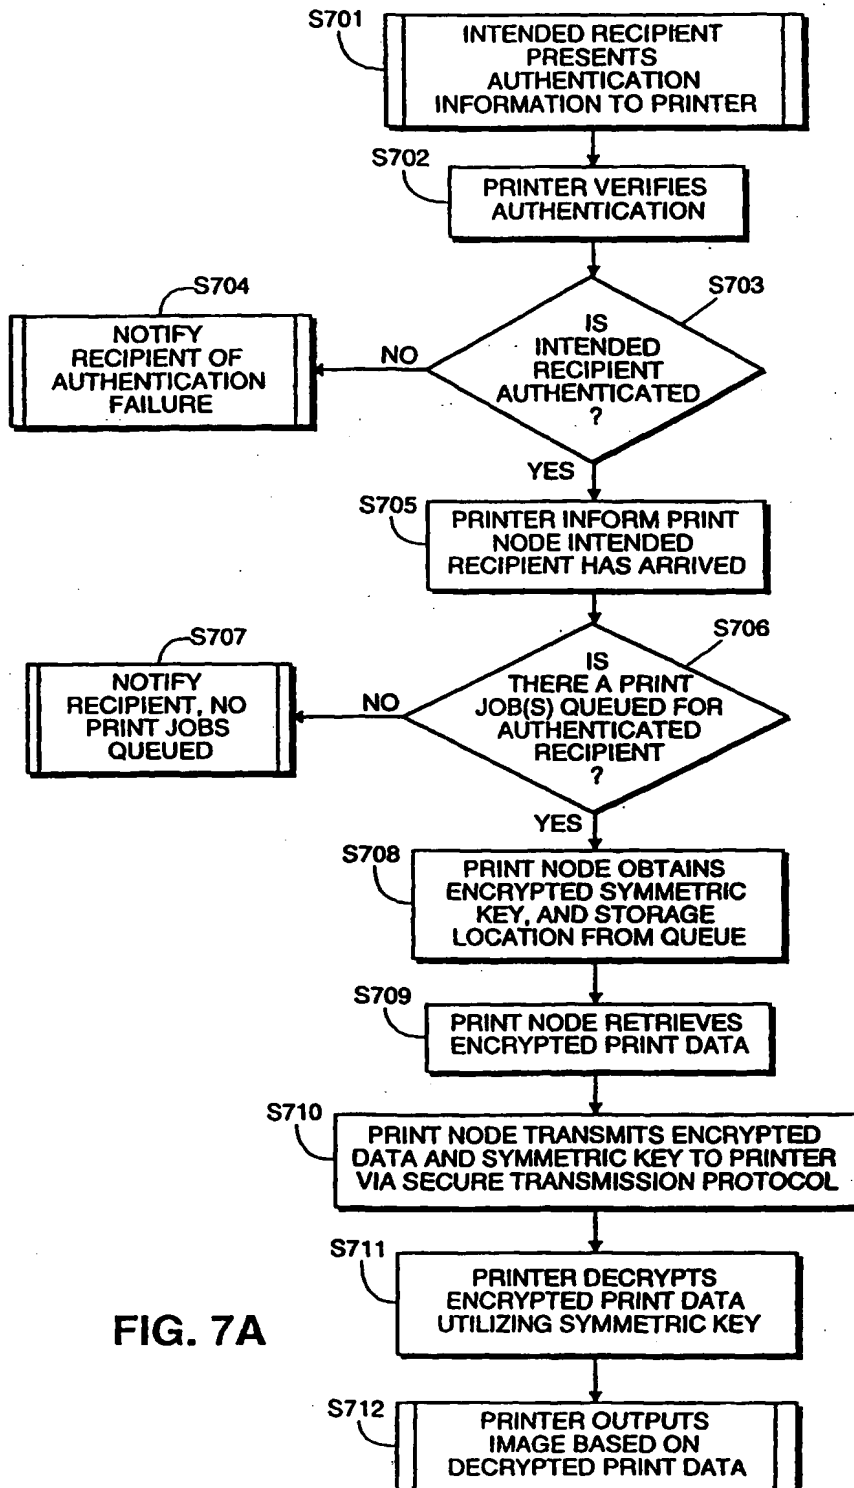 S701
INTENDED RECIPIENT
PRESENTS
AUTHENTICATION
INFORMATION TO PRINTER
S702
PRINTER VERIFIES
AUTHENTICATION
S703
IS
INTENDED
RECIPIENT
AUTHENTICATED
?
NO
S704
NOTIFY
RECIPIENT OF
AUTHENTICATION
FAILURE
YES
S705
PRINTER INFORM PRINT
NODE INTENDED
RECIPIENT HAS ARRIVED
S706
IS
THERE A PRINT
JOB(S) QUEUED FOR
AUTHENTICATED
RECIPIENT
?
NO
S707
NOTIFY
RECIPIENT, NO
PRINT JOBS
QUEUED
YES
S708
PRINT NODE OBTAINS
ENCRYPTED SYMMETRIC
KEY, AND STORAGE
LOCATION FROM QUEUE
S709
PRINT NODE RETRIEVES
ENCRYPTED PRINT DATA
S710
PRINT NODE TRANSMITS ENCRYPTED
DATA AND SYMMETRIC KEY TO PRINTER
VIA SECURE TRANSMISSION PROTOCOL
S711
PRINTER DECRYPTS
ENCRYPTED PRINT DATA
UTILIZING SYMMETRIC KEY
FIG. 7A
S712
PRINTER OUTPUTS
IMAGE BASED ON
DECRYPTED PRINT DATA